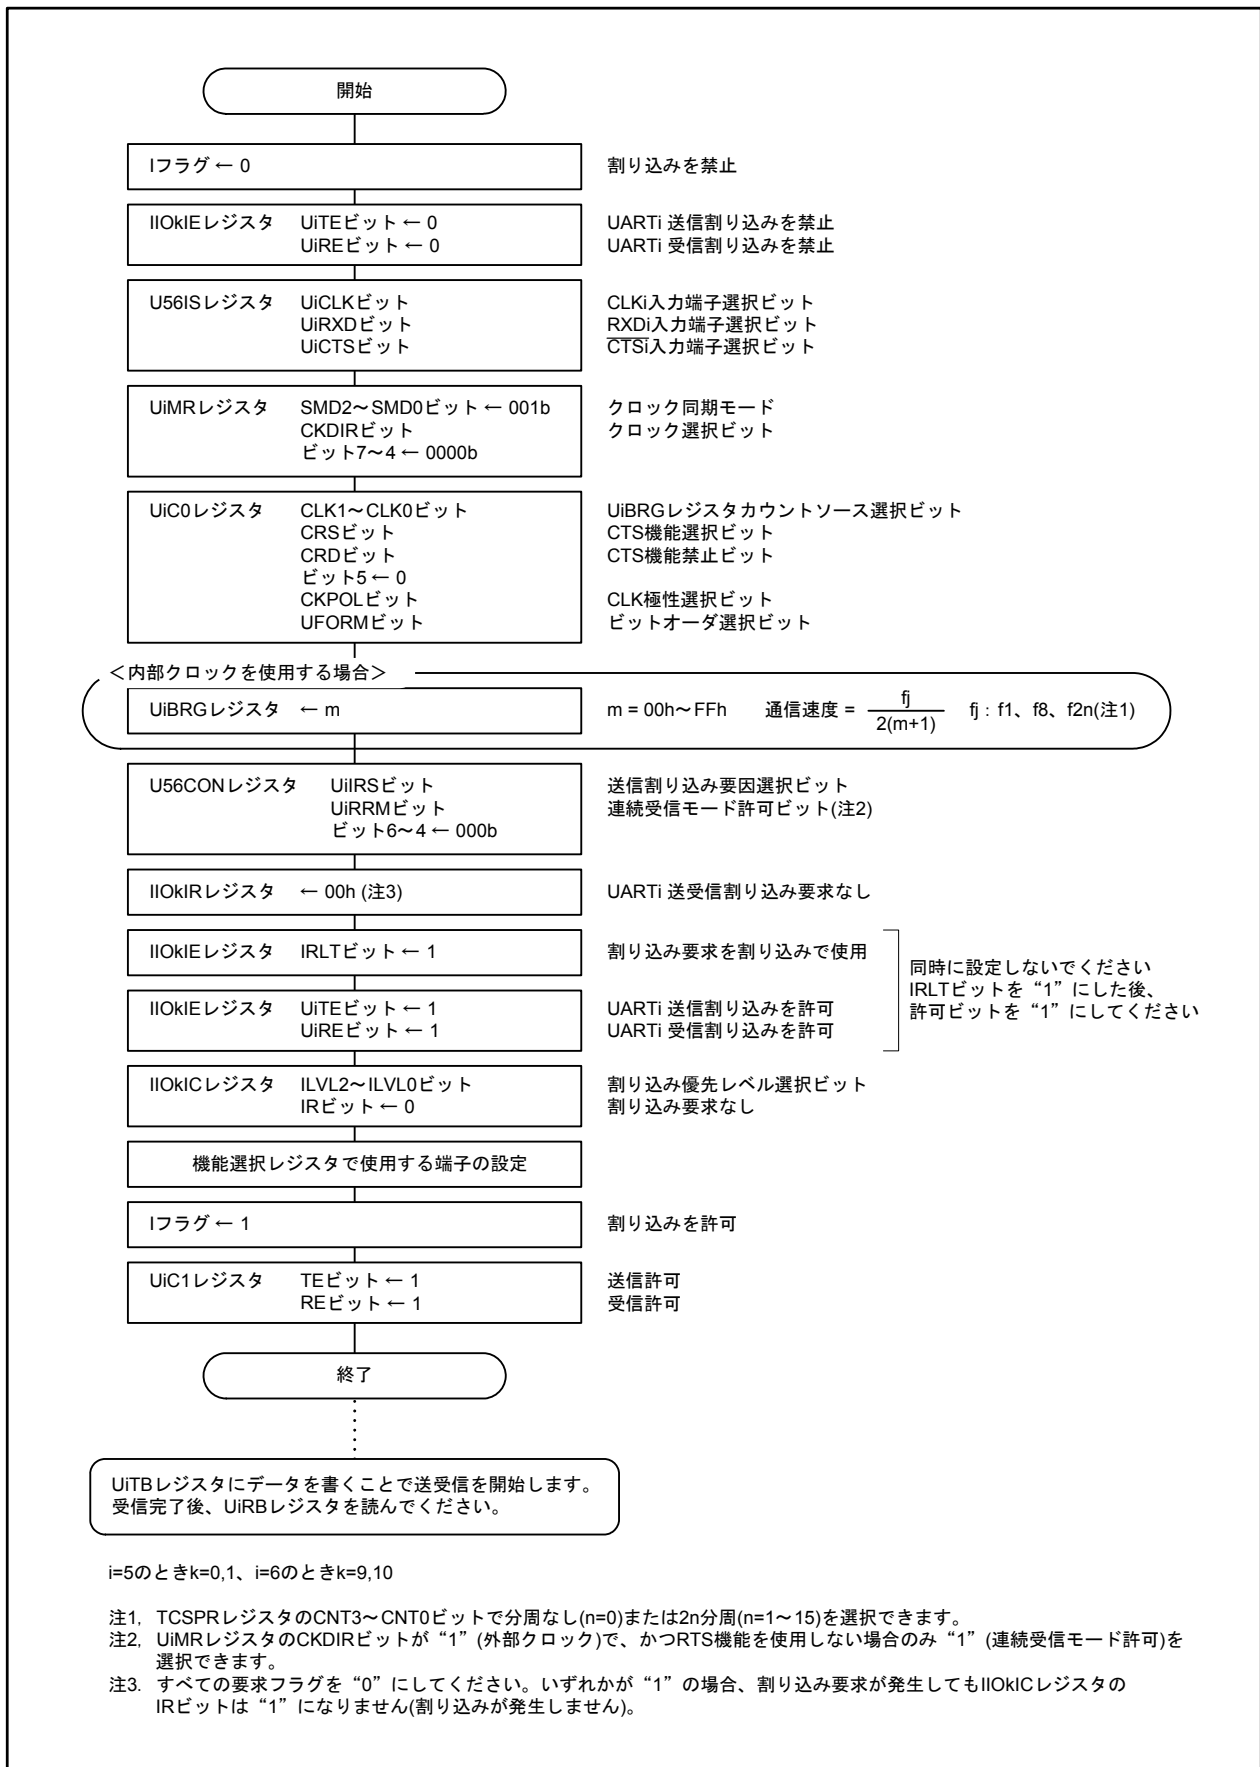 開始
Iフラグ ← 0 割り込みを禁止
IIOkIEレジスタ UiTEビット ← 0 UARTi 送信割り込みを禁止
UiREビット ← 0 UARTi 受信割り込みを禁止
U56ISレジスタ UiCLKビット CLKi入力端子選択ビット
UiRXDビット RXDi入力端子選択ビット
UiCTSビット CTSi入力端子選択ビット
UiMRレジスタ SMD2～SMD0ビット ← 001b クロック同期モード
CKDIRビット クロック選択ビット
ビット7～4 ← 0000b
UiC0レジスタ CLK1～CLK0ビット UiBRGレジスタカウントソース選択ビット
CRSビット CTS機能選択ビット
CRDビット CTS機能禁止ビット
ビット5 ← 0
CKPOLビット CLK極性選択ビット
UFORMビット ビットオーダ選択ビット
＜内部クロックを使用する場合＞
UiBRGレジスタ ← m m = 00h～FFh 通信速度 = fj / 2(m+1) fj : f1、f8、f2n(注1)
U56CONレジスタ UiIRSビット 送信割り込み要因選択ビット
UiRRMビット 連続受信モード許可ビット(注2)
ビット6～4 ← 000b
IIOkIRレジスタ ← 00h (注3) UARTi 送受信割り込み要求なし
IIOkIEレジスタ IRLTビット ← 1 割り込み要求を割り込みで使用
同時に設定しないでください
IRLTビットを“1”にした後、
許可ビットを“1”にしてください
IIOkIEレジスタ UiTEビット ← 1 UARTi 送信割り込みを許可
UiREビット ← 1 UARTi 受信割り込みを許可
IIOkICレジスタ ILVL2～ILVL0ビット 割り込み優先レベル選択ビット
IRビット ← 0 割り込み要求なし
機能選択レジスタで使用する端子の設定
Iフラグ ← 1 割り込みを許可
UiC1レジスタ TEビット ← 1 送信許可
REビット ← 1 受信許可
終了
UiTBレジスタにデータを書くことで送受信を開始します。
受信完了後、UiRBレジスタを読んでください。
i=5のときk=0,1、i=6のときk=9,10
注1. TCSPRレジスタのCNT3～CNT0ビットで分周なし(n=0)または2n分周(n=1～15)を選択できます。
注2. UiMRレジスタのCKDIRビットが“1”(外部クロック)で、かつRTS機能を使用しない場合のみ“1”(連続受信モード許可)を
選択できます。
注3. すべての要求フラグを“0”にしてください。いずれかが“1”の場合、割り込み要求が発生してもIIOkICレジスタの
IRビットは“1”になりません(割り込みが発生しません)。